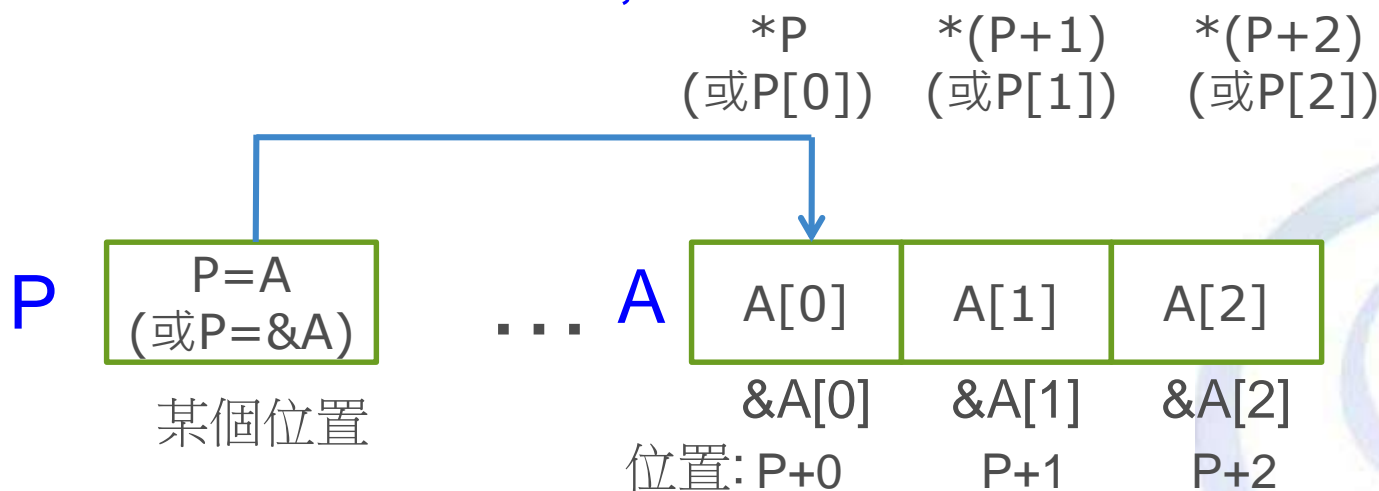 *P *(P+1) *(P+2)
(或P[0]) (或P[1]) (或P[2])
P P=A
(或P=&A) ... A A[0] A[1] A[2]
某個位置 &A[0] &A[1] &A[2]
位置: P+0 P+1 P+2